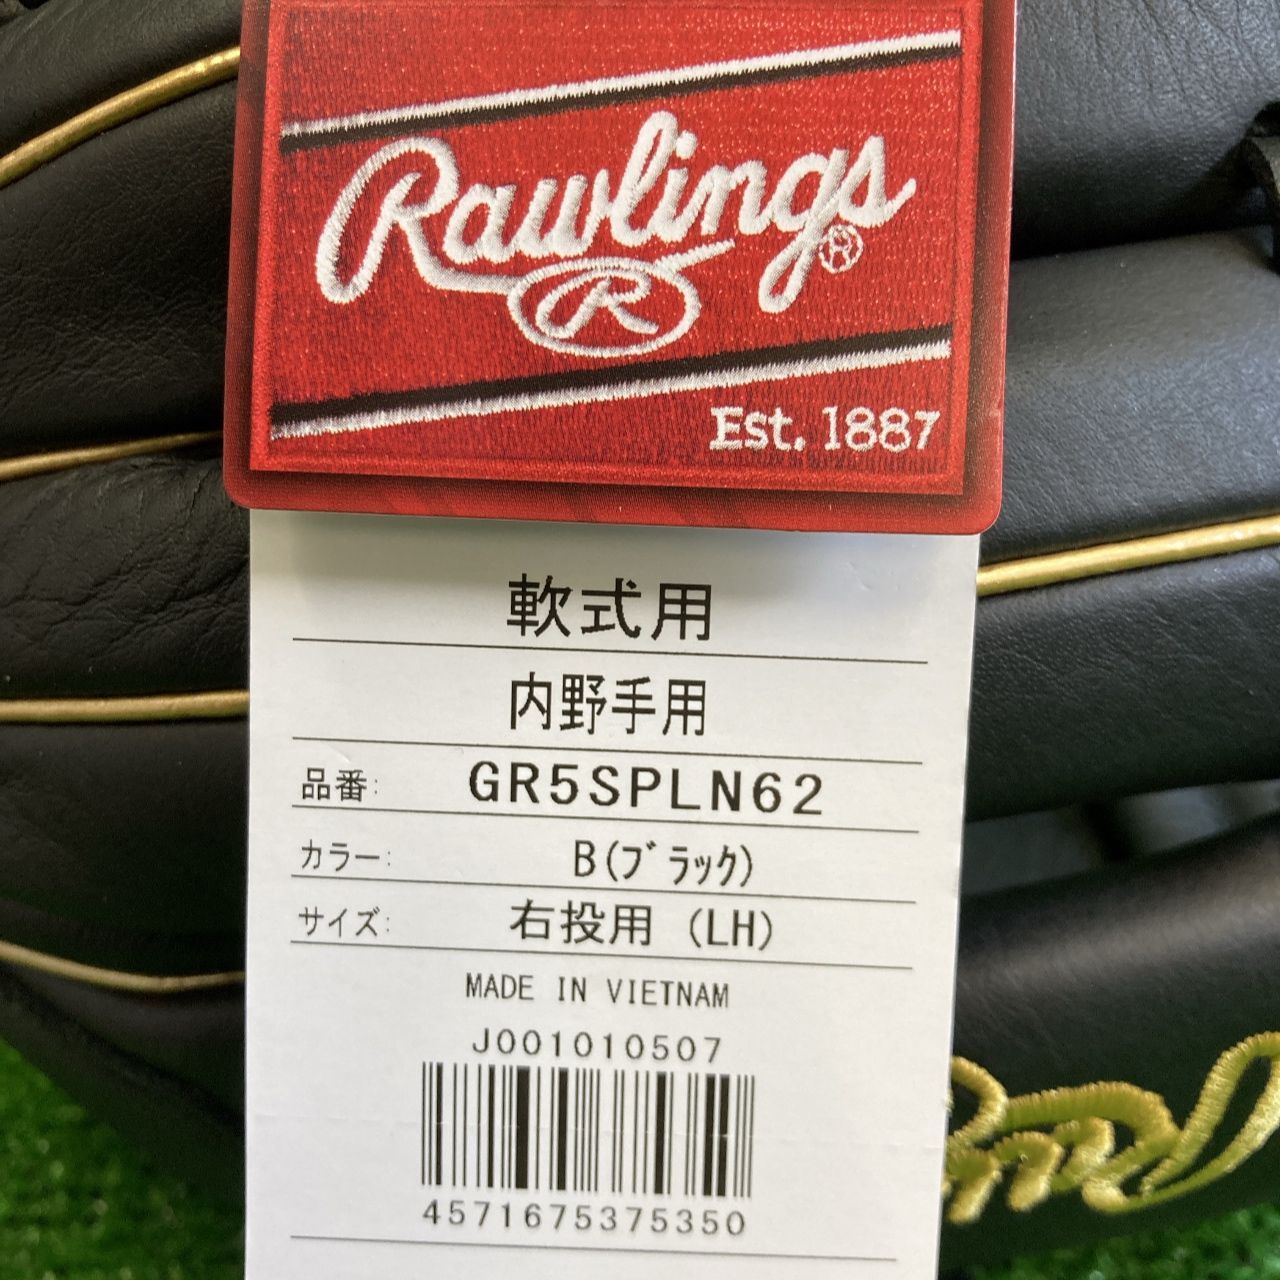 Rawlings
R
Est. 1887
軟式用
内野手用
品番: GR5SPLN62
カラー: B(ブラック)
サイズ: 右投用 (LH)
MADE IN VIETNAM
J001010507
4571675375350